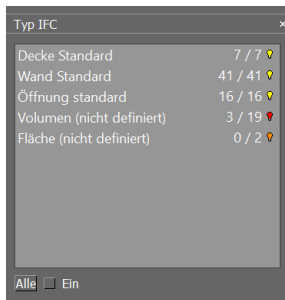 Typ IFC ×
Decke Standard 7 / 7
Wand Standard 41 / 41
Öffnung standard 16 / 16
Volumen (nicht definiert) 3 / 19
Fläche (nicht definiert) 0 / 2
Alle Ein